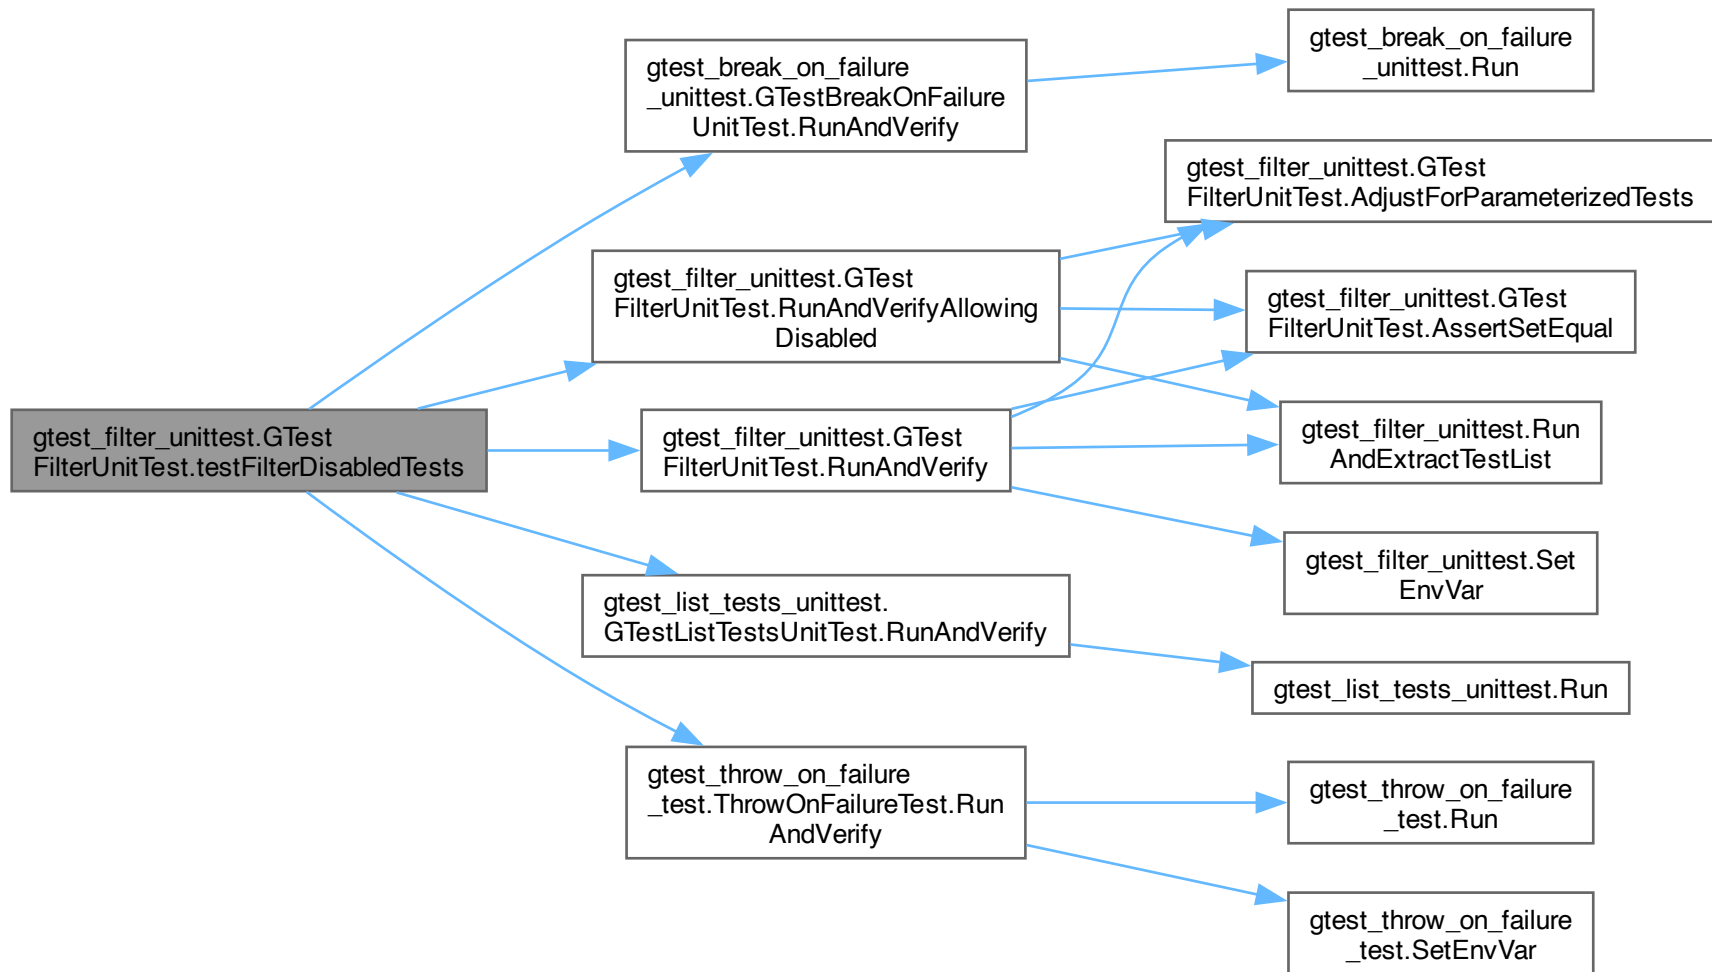 gtest_filter_unittest.GTest
FilterUnitTest.testFilterDisabledTests
gtest_break_on_failure
_unittest.GTestBreakOnFailure
UnitTest.RunAndVerify
gtest_filter_unittest.GTest
FilterUnitTest.RunAndVerifyAllowing
Disabled
gtest_filter_unittest.GTest
FilterUnitTest.RunAndVerify
gtest_list_tests_unittest.
GTestListTestsUnitTest.RunAndVerify
gtest_throw_on_failure
_test.ThrowOnFailureTest.Run
AndVerify
gtest_break_on_failure
_unittest.Run
gtest_filter_unittest.GTest
FilterUnitTest.AdjustForParameterizedTests
gtest_filter_unittest.GTest
FilterUnitTest.AssertSetEqual
gtest_filter_unittest.Run
AndExtractTestList
gtest_filter_unittest.Set
EnvVar
gtest_list_tests_unittest.Run
gtest_throw_on_failure
_test.Run
gtest_throw_on_failure
_test.SetEnvVar